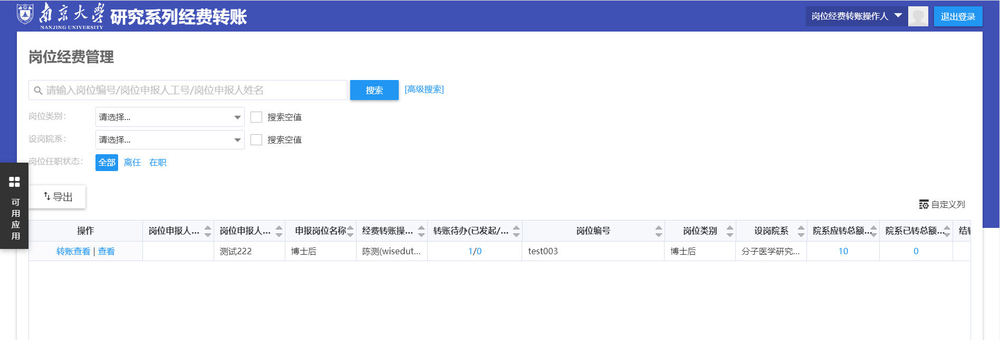 南京大学 研究系列经费转账 岗位经费转账操作人 退出登录
NANJING UNIVERSITY
岗位经费管理
请输入岗位编号/岗位申报人工号/岗位申报人姓名 搜索 [高级搜索]
岗位类别: 请选择... 搜索空值
设岗院系: 请选择... 搜索空值
岗位任职状态: 全部 离任 在职
可用应用
导出
自定义列
操作 岗位申报人... 岗位申报人... 申报岗位名称 经费转账操... 转账待办(已发起/... 岗位编号 岗位类别 设岗院系 院系应转总额... 院系已转总额... 结
转账查看 | 查看 测试222 博士后 陈测(wisedut... 1/0 test003 博士后 分子医学研究... 10 0